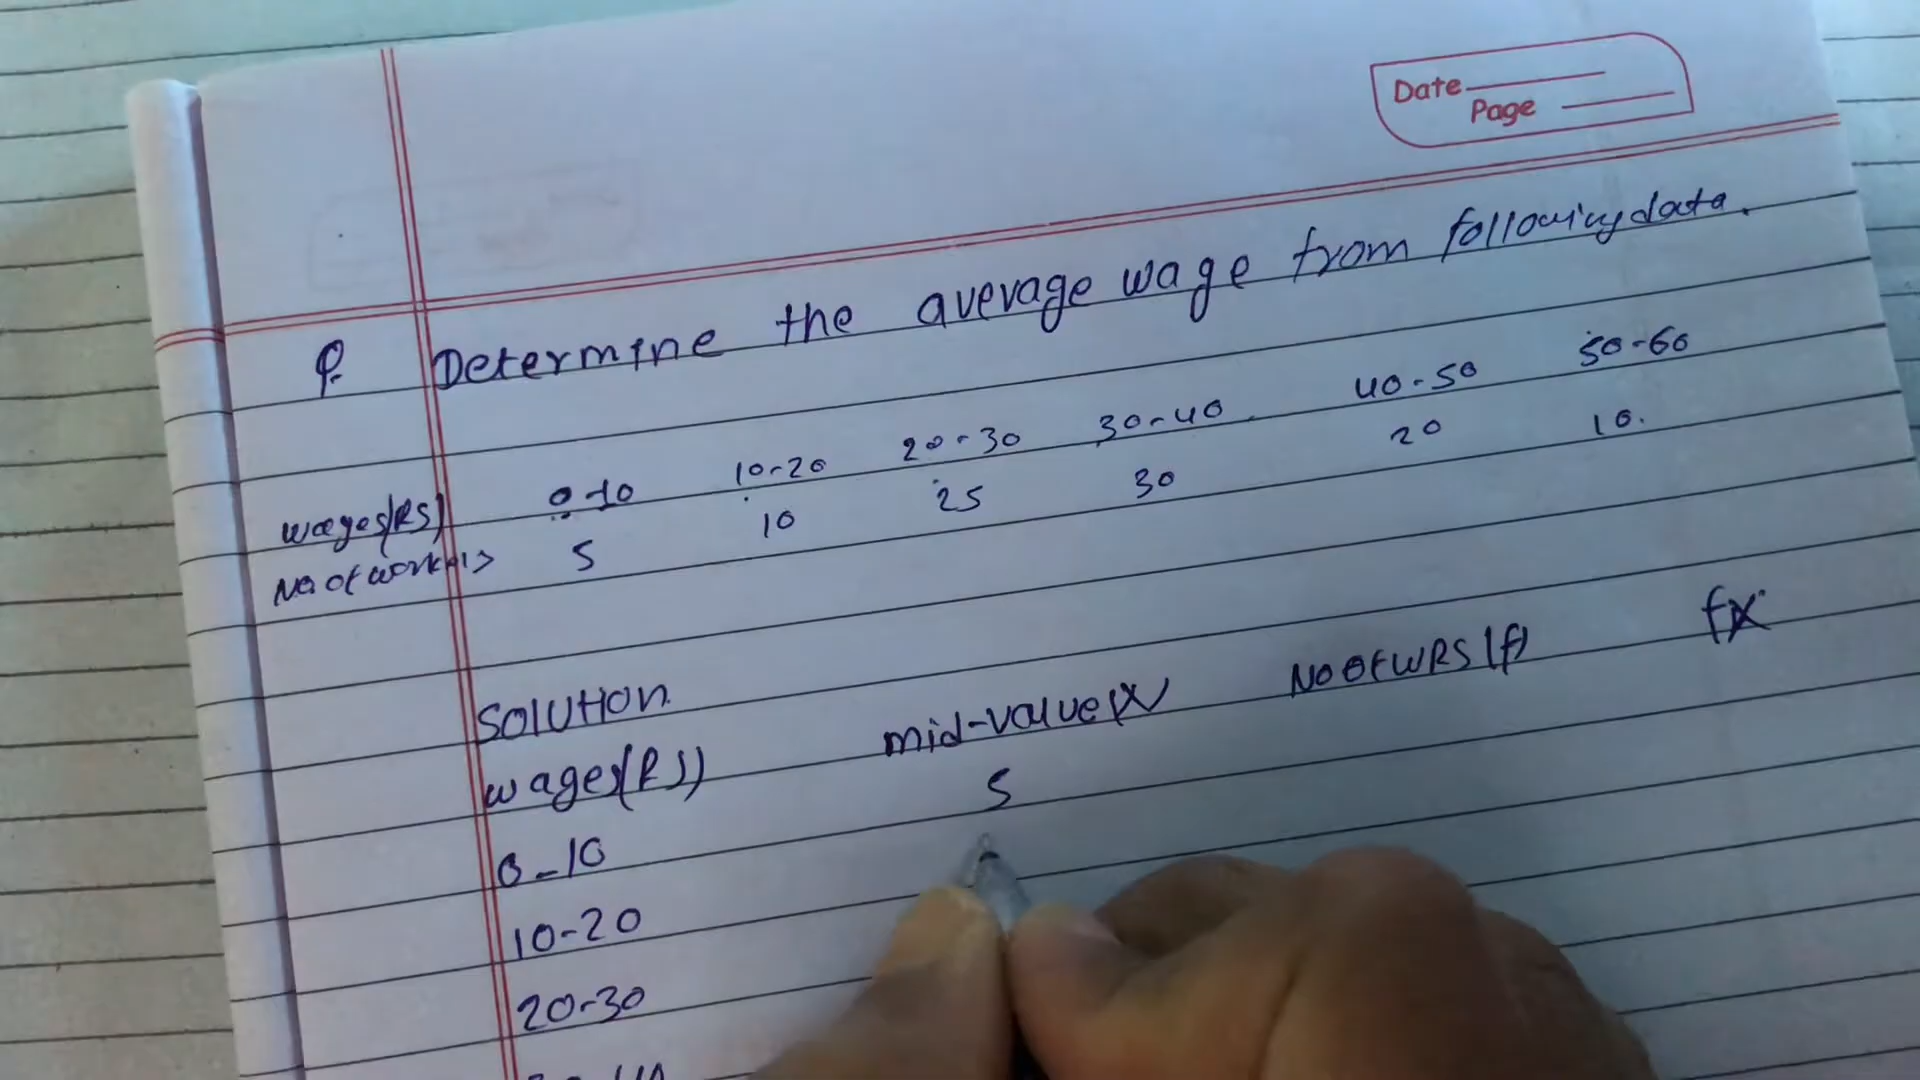 Date
Page
Q. Determine the average wage from following data.
Wages(RS) 0-10 10-20 20-30 30-40 40-50 50-60
No of work 5 10 25 30 20 10.
Solution
wages(RS) mid-value(X) No of WRS (f) fx
0-10 5
10-20
20-30